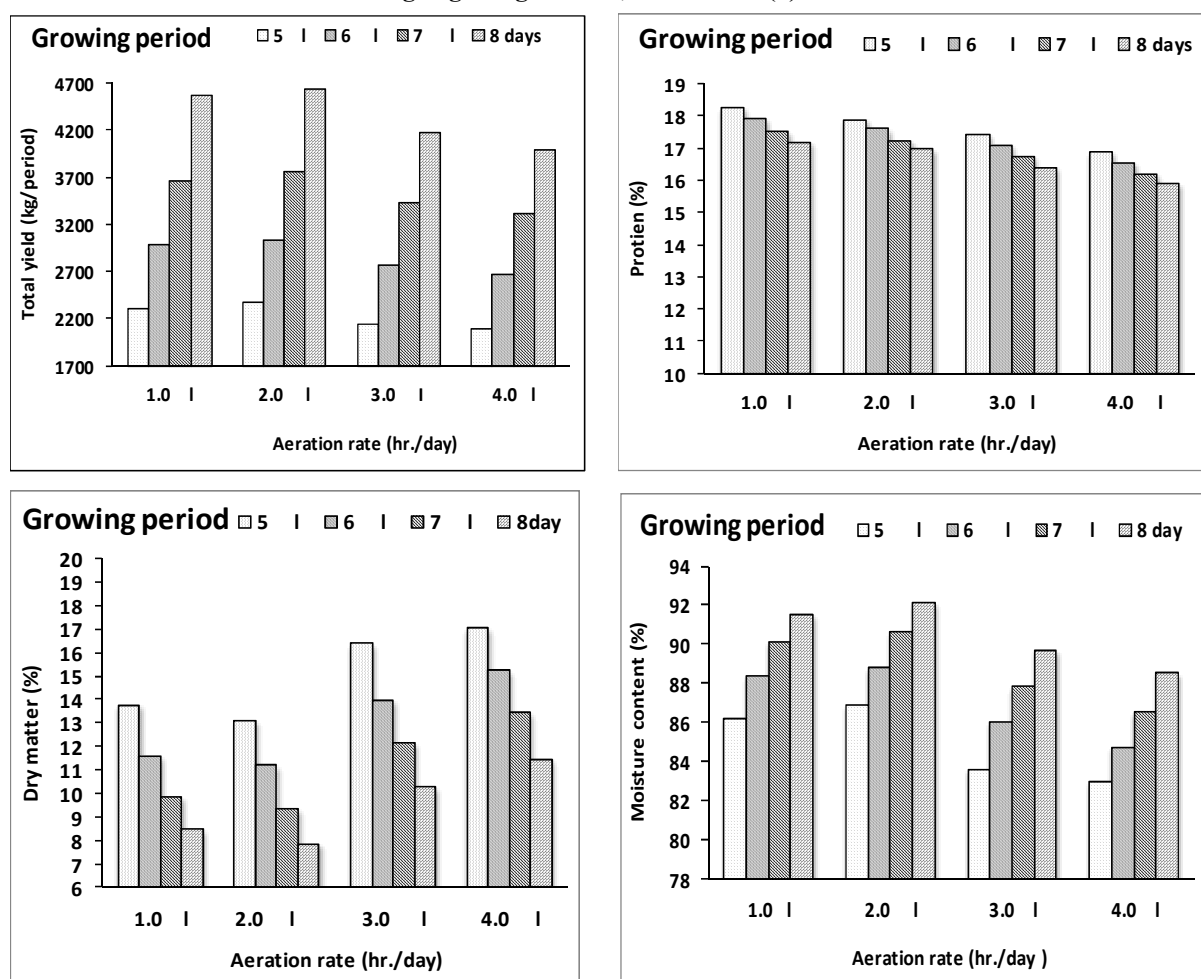 Growing period 5 l 6 l 7 l 8 days
4700
4200
3700
3200
2700
2200
1700
Total yield (kg/period)
1.0 l 2.0 l 3.0 l 4.0 l
Aeration rate (hr./day)
Growing period 5 l 6 l 7 l 8 days
19
18
17
16
15
14
13
12
11
10
Protien (%)
1.0 l 2.0 l 3.0 l 4.0 l
Aeration rate (hr./day)
Growing period 5 l 6 l 7 l 8day
20
19
18
17
16
15
14
13
12
11
10
9
8
7
6
Dry matter (%)
1.0 l 2.0 l 3.0 l 4.0 l
Aeration rate (hr./day)
Growing period 5 l 6 l 7 l 8 day
94
92
90
88
86
84
82
80
78
Moisture content (%)
1.0 l 2.0 l 3.0 l 4.0 l
Aeration rate (hr./day )